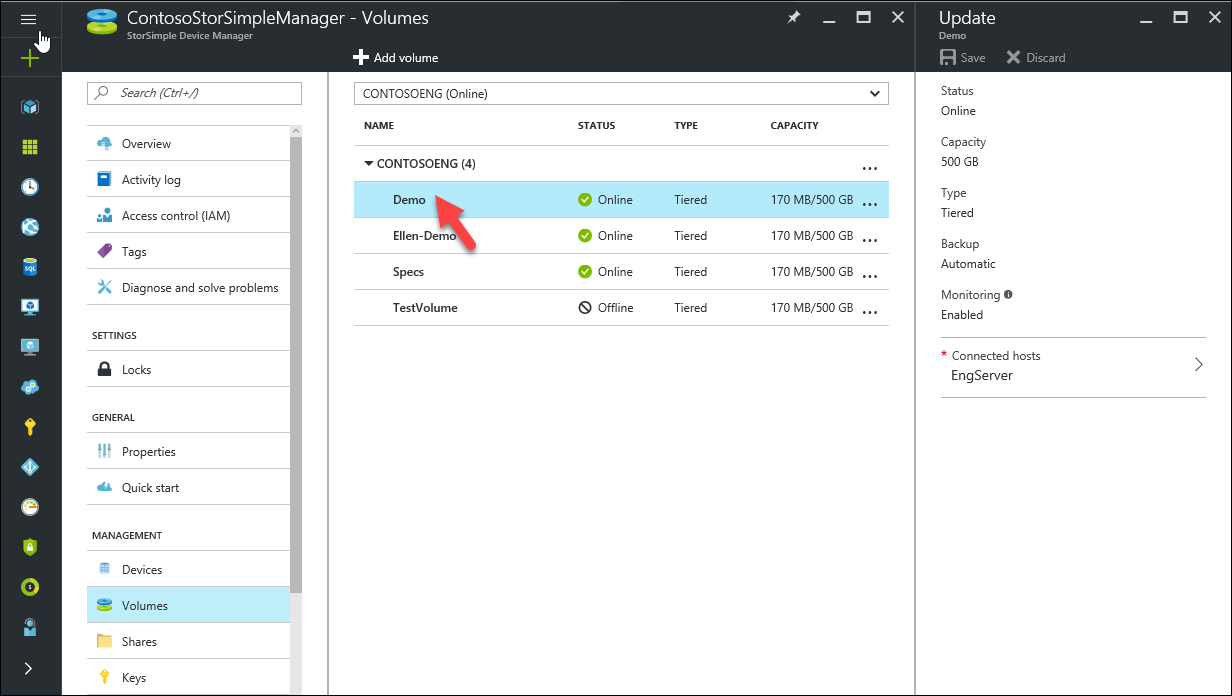 ContosoStorSimpleManager - Volumes
StorSimple Device Manager
Add volume
Search (Ctrl+/)
Overview
Activity log
Access control (IAM)
Tags
Diagnose and solve problems
SETTINGS
Locks
GENERAL
Properties
Quick start
MANAGEMENT
Devices
Volumes
Shares
Keys
CONTOSOENG (Online)
NAME STATUS TYPE CAPACITY
CONTOSOENG (4) ...
Demo Online Tiered 170 MB/500 GB ...
Ellen-Demo Online Tiered 170 MB/500 GB ...
Specs Online Tiered 170 MB/500 GB ...
TestVolume Offline Tiered 170 MB/500 GB ...
Update
Demo
Save Discard
Status
Online
Capacity
500 GB
Type
Tiered
Backup
Automatic
Monitoring
Enabled
* Connected hosts
EngServer
SQL